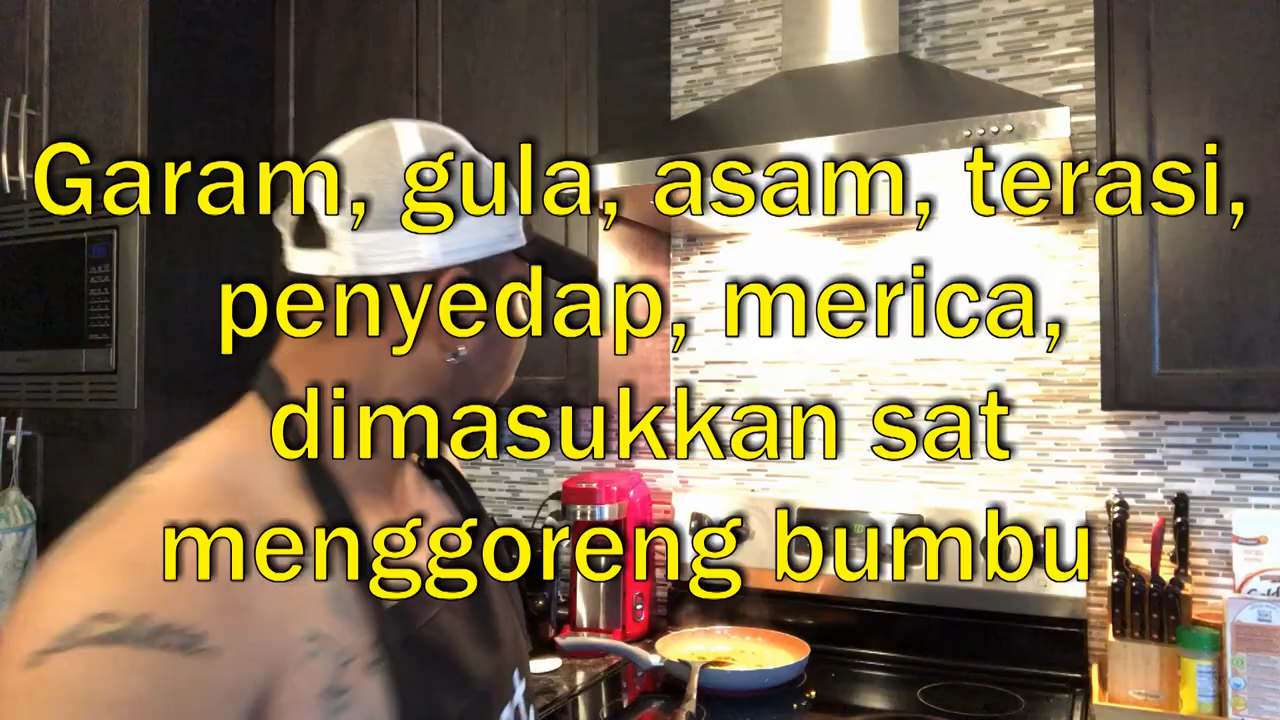 Garam, gula, asam, terasi,
penyedap, merica,
dimasukkan sat
menggoreng bumbu